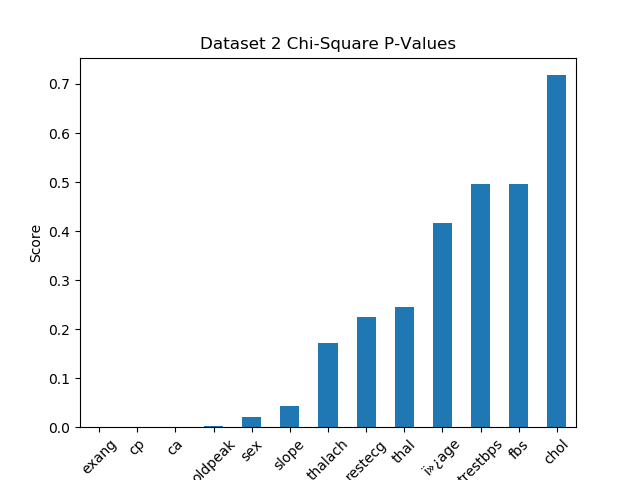 Dataset 2 Chi-Square P-Values
Score
0.7
0.6
0.5
0.4
0.3
0.2
0.1
0.0
exang
cp
ca
oldpeak
sex
slope
thalach
restecg
thal
ï»¿age
trestbps
fbs
chol